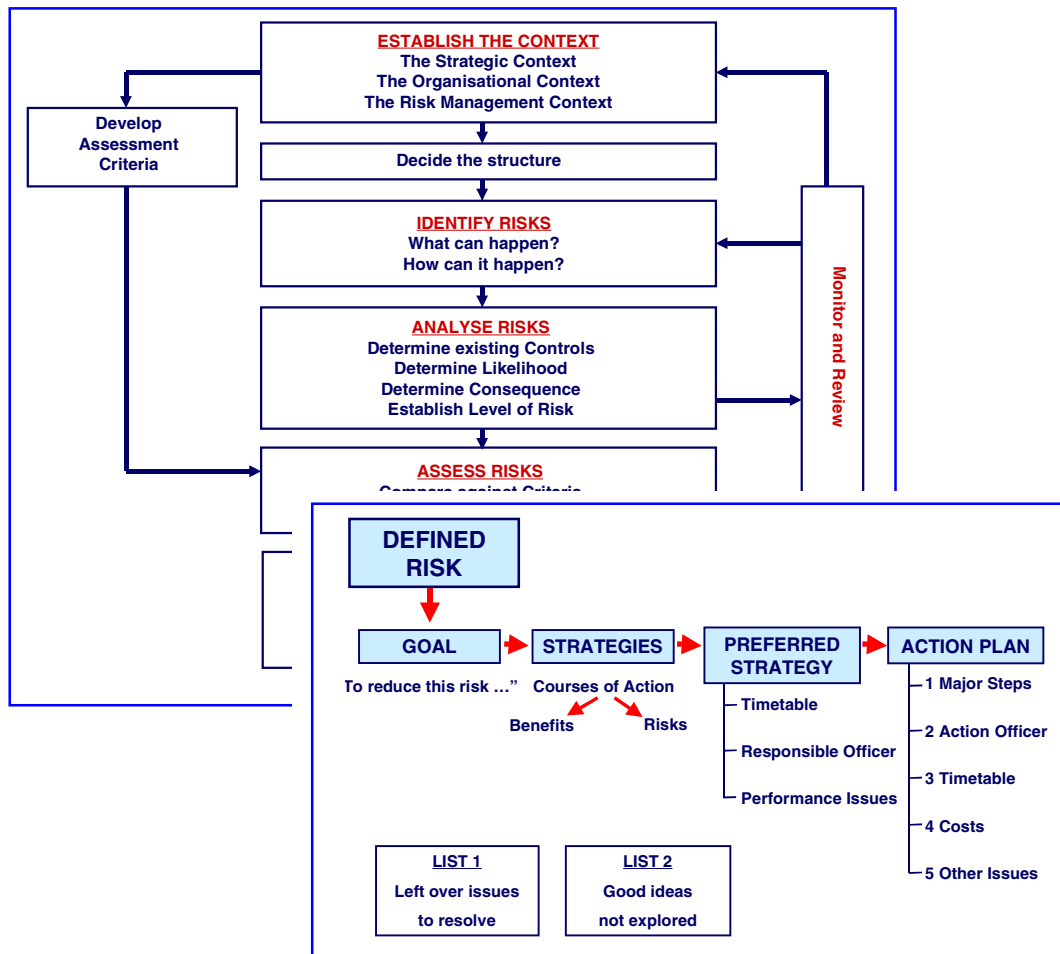 ESTABLISH THE CONTEXT
The Strategic Context
The Organisational Context
The Risk Management Context
Develop
Assessment
Criteria
Decide the structure
IDENTIFY RISKS
What can happen?
How can it happen?
Monitor and Review
ANALYSE RISKS
Determine existing Controls
Determine Likelihood
Determine Consequence
Establish Level of Risk
ASSESS RISKS
Compare against Criteria
DEFINED
RISK
GOAL
STRATEGIES
PREFERRED
STRATEGY
ACTION PLAN
To reduce this risk …”
Courses of Action
Benefits
Risks
Timetable
Responsible Officer
Performance Issues
1 Major Steps
2 Action Officer
3 Timetable
4 Costs
5 Other Issues
LIST 1
Left over issues
to resolve
LIST 2
Good ideas
not explored